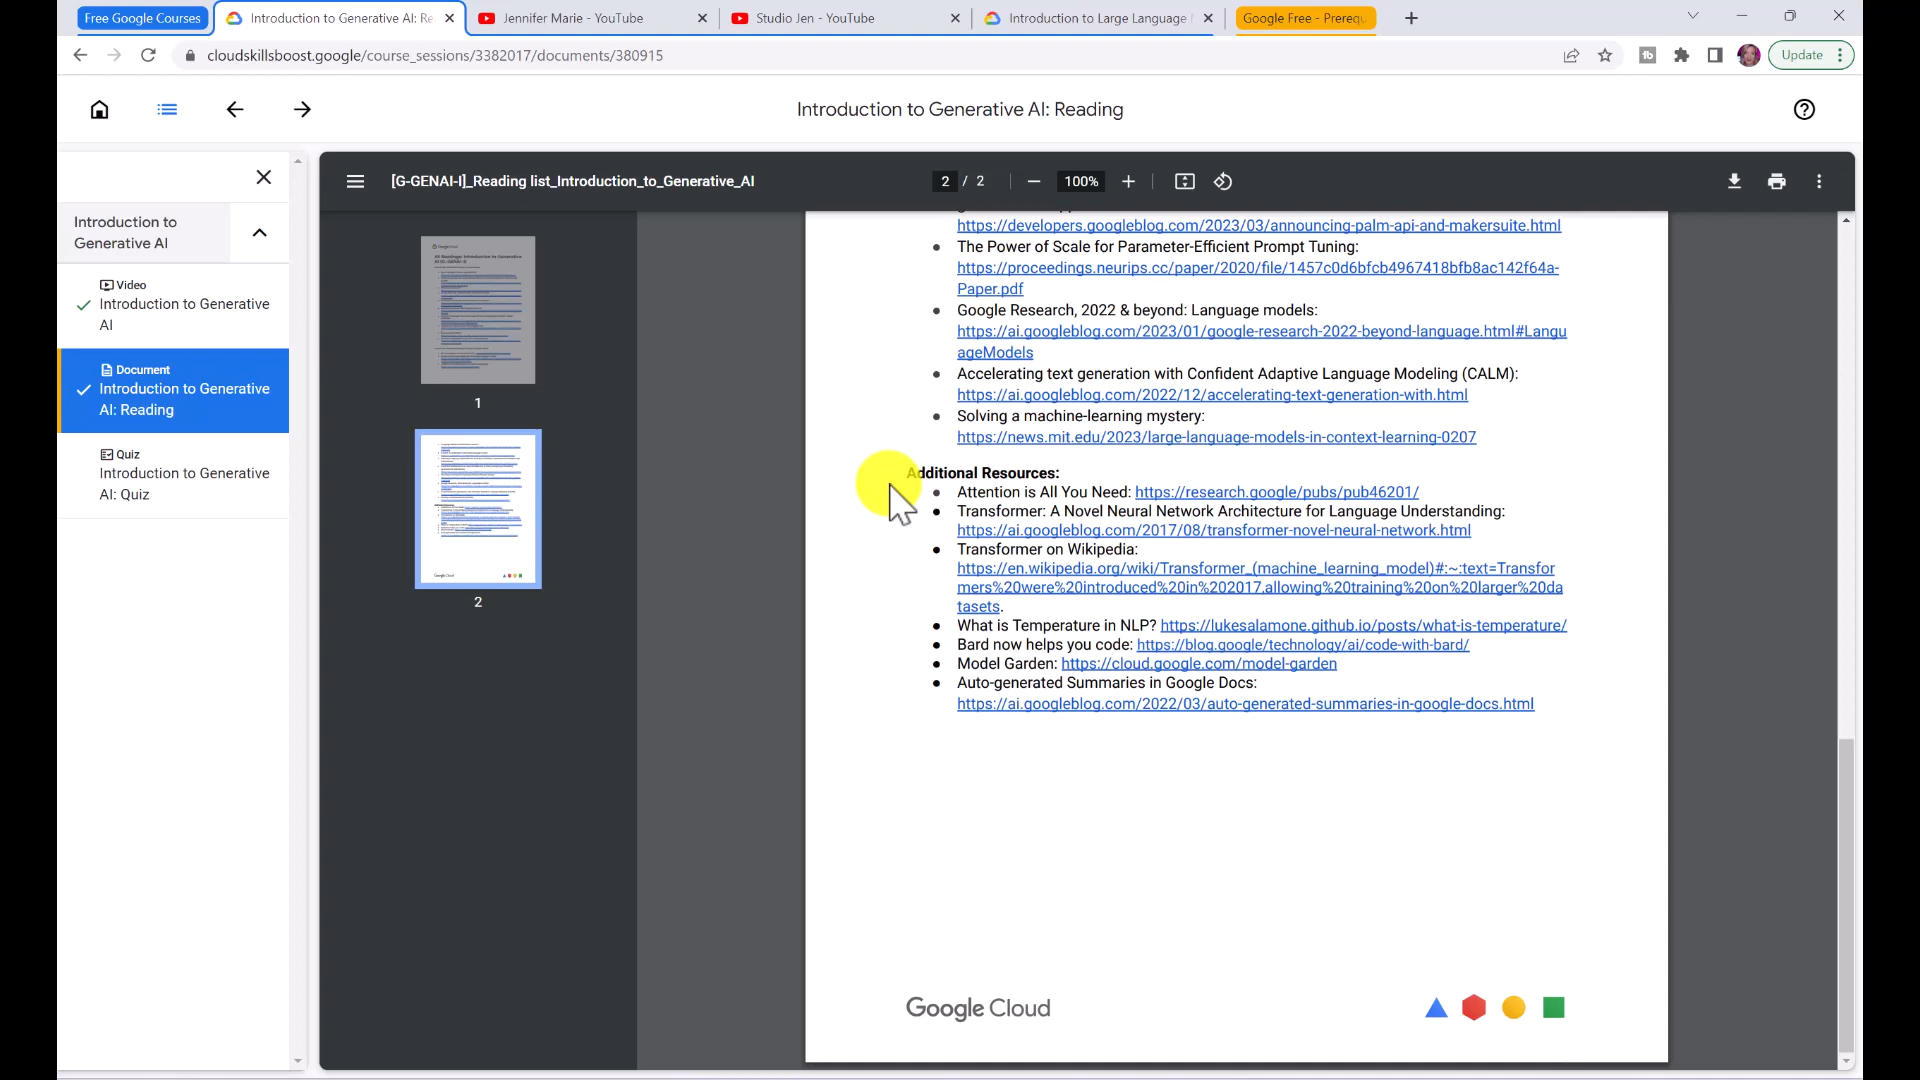 Free Google Courses
Introduction to Generative AI: Re
Jennifer Marie - YouTube
Studio Jen - YouTube
Introduction to Large Language
Google Free - Prerequ
cloudskillsboost.google/course_sessions/3382017/documents/380915
Update
Introduction to Generative AI: Reading
Introduction to
Generative AI
Video
Introduction to Generative
AI
Document
Introduction to Generative
AI: Reading
Quiz
Introduction to Generative
AI: Quiz
[G-GENAI-I]_Reading list_Introduction_to_Generative_AI
2 / 2
100%
1
2
https://developers.googleblog.com/2023/03/announcing-palm-api-and-makersuite.html
● The Power of Scale for Parameter-Efficient Prompt Tuning:
https://proceedings.neurips.cc/paper/2020/file/1457c0d6bfcb4967418bfb8ac142f64a-
Paper.pdf
● Google Research, 2022 & beyond: Language models:
https://ai.googleblog.com/2023/01/google-research-2022-beyond-language.html#Langu
ageModels
● Accelerating text generation with Confident Adaptive Language Modeling (CALM):
https://ai.googleblog.com/2022/12/accelerating-text-generation-with.html
● Solving a machine-learning mystery:
https://news.mit.edu/2023/large-language-models-in-context-learning-0207
Additional Resources:
● Attention is All You Need: https://research.google/pubs/pub46201/
● Transformer: A Novel Neural Network Architecture for Language Understanding:
https://ai.googleblog.com/2017/08/transformer-novel-neural-network.html
● Transformer on Wikipedia:
https://en.wikipedia.org/wiki/Transformer_(machine_learning_model)#:~:text=Transfor
mers%20were%20introduced%20in%202017,allowing%20training%20on%20larger%20da
tasets.
● What is Temperature in NLP? https://lukesalamone.github.io/posts/what-is-temperature/
● Bard now helps you code: https://blog.google/technology/ai/code-with-bard/
● Model Garden: https://cloud.google.com/model-garden
● Auto-generated Summaries in Google Docs:
https://ai.googleblog.com/2022/03/auto-generated-summaries-in-google-docs.html
Google Cloud